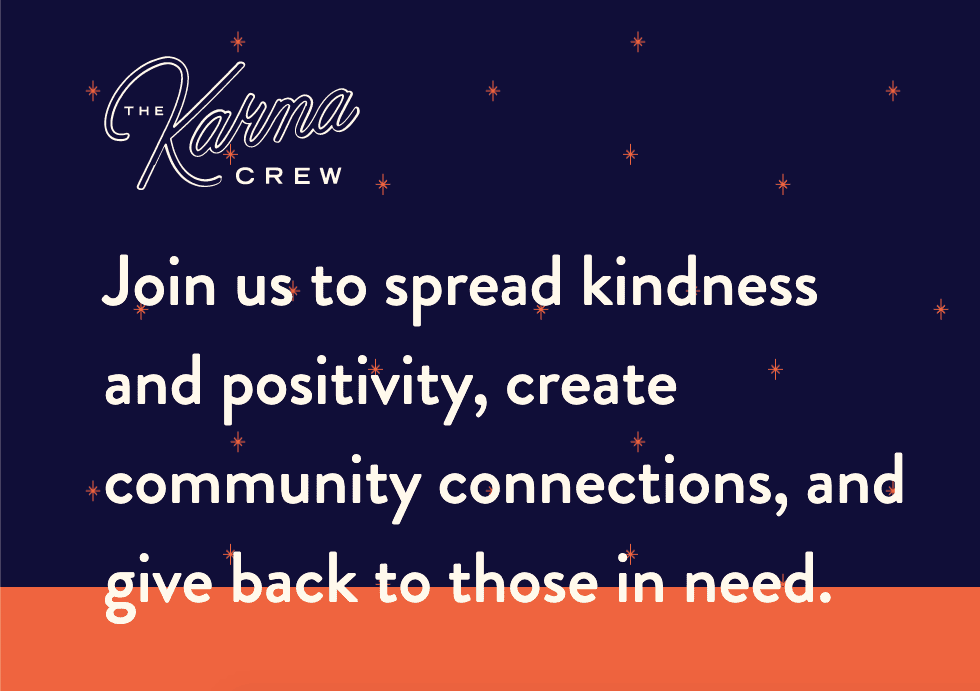 THE Karma
CREW
Join us to spread kindness
and positivity, create
community connections, and
give back to those in need.